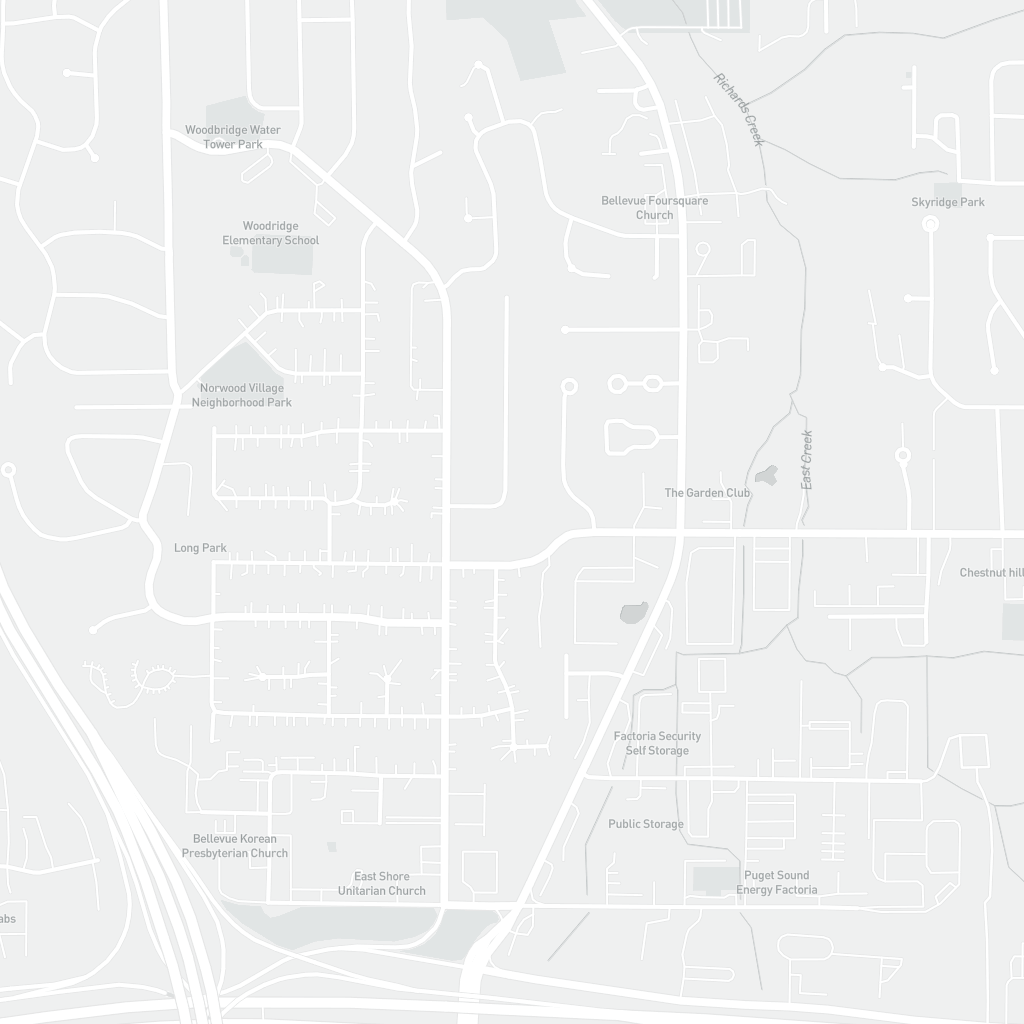 Richards Creek
Woodbridge Water
Tower Park
Bellevue Foursquare
Church
Skyridge Park
Woodridge
Elementary School
Norwood Village
Neighborhood Park
East Creek
The Garden Club
Long Park
Chestnut hill
Factoria Security
Self Storage
Public Storage
Bellevue Korean
Presbyterian Church
East Shore
Unitarian Church
Puget Sound
Energy Factoria
abs